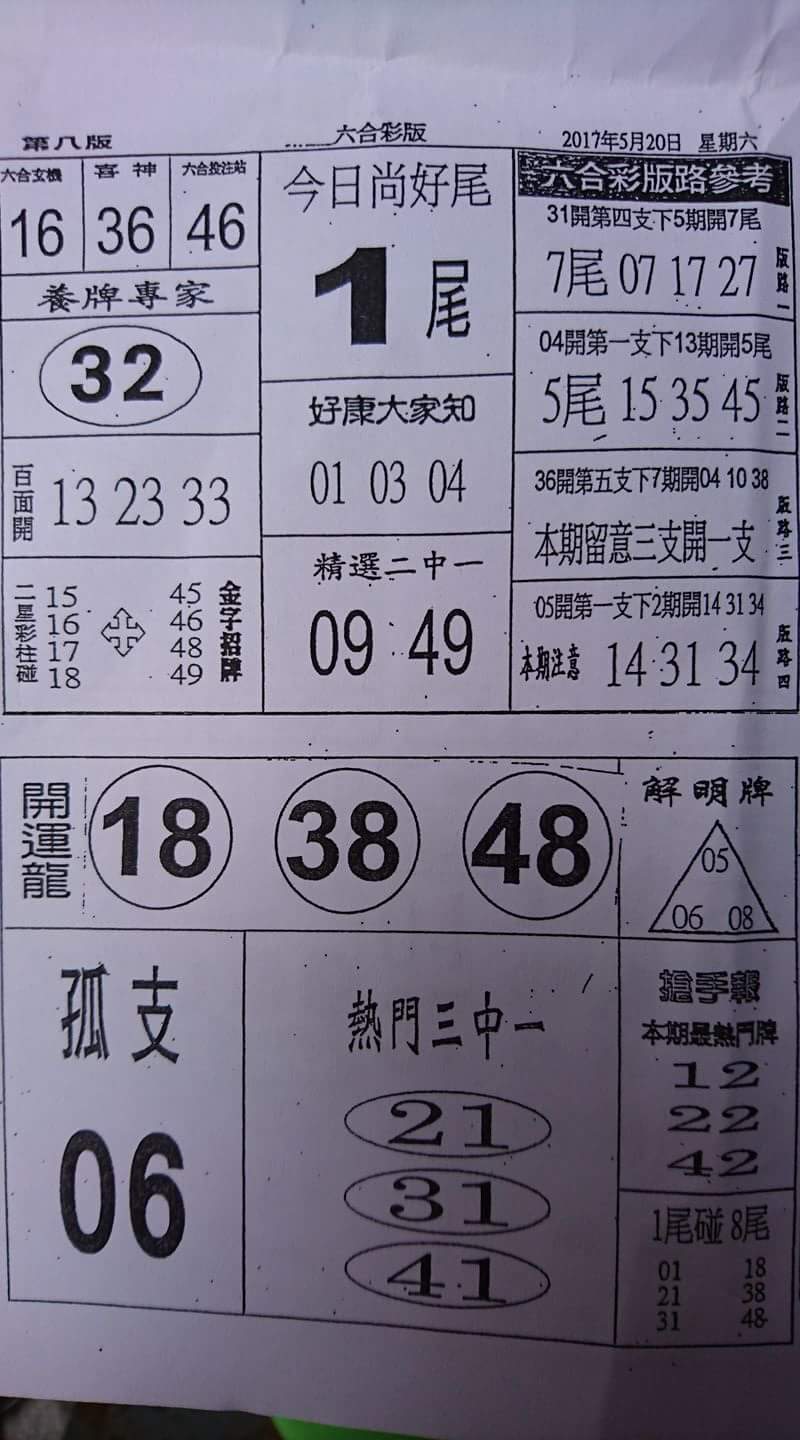 第八版
六合彩版
2017年5月20日 星期六
六合玄機
16
喜神
36
六合投注站
46
養牌專家
32
百面開
13 23 33
二星彩柱碰
15
16
17
18
45
46
48
49
金字招牌
今日尚好尾
1尾
好康大家知
01 03 04
精選二中一
09 49
六合彩版路參考
31開第四支下5期開7尾
7尾 07 17 27
版路一
04開第一支下13期開5尾
5尾 15 35 45
版路二
36開第五支下7期開04 10 38
本期留意三支開一支
版路三
05開第一支下2期開14 31 34
本期注意 14 31 34
版路四
開運龍
18 38 48
解明牌
05
06 08
孤支
06
熱門三中一
21
31
41
搶手報
本期最熱門牌
12
22
42
1尾碰8尾
01 18
21 38
31 48